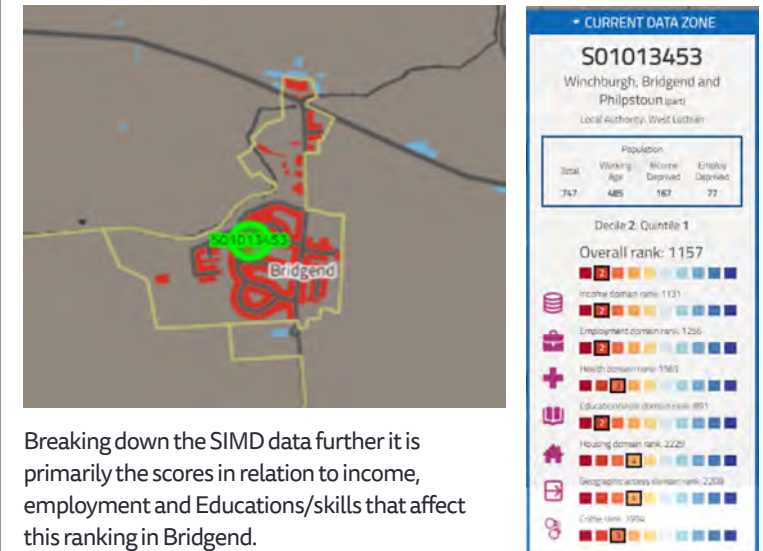 S01013453
Bridgend
Breaking down the SIMD data further it is
primarily the scores in relation to income,
employment and Educations/skills that affect
this ranking in Bridgend.
CURRENT DATA ZONE
S01013453
Winchburgh, Bridgend and
Philpstoun (part)
Local Authority: West Lothian
Population
Total Working Age Income Deprived Employ Deprived
747 485 167 77
Decile 2 Quintile 1
Overall rank: 1157
2
Income domain rank: 1131
2
Employment domain rank: 1256
2
Health domain rank:
3
domain rank: 891
2
Housing domain rank: 2229
4
Geographic access domain rank: 2208
4
Crime rank: 1994
3